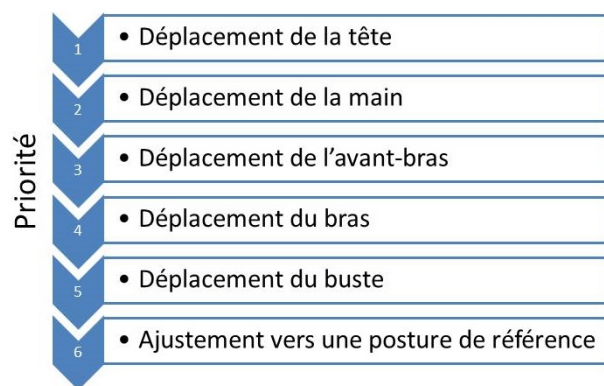 Priorité
1
• Déplacement de la tête
2
• Déplacement de la main
3
• Déplacement de l’avant-bras
4
• Déplacement du bras
5
• Déplacement du buste
6
• Ajustement vers une posture de référence